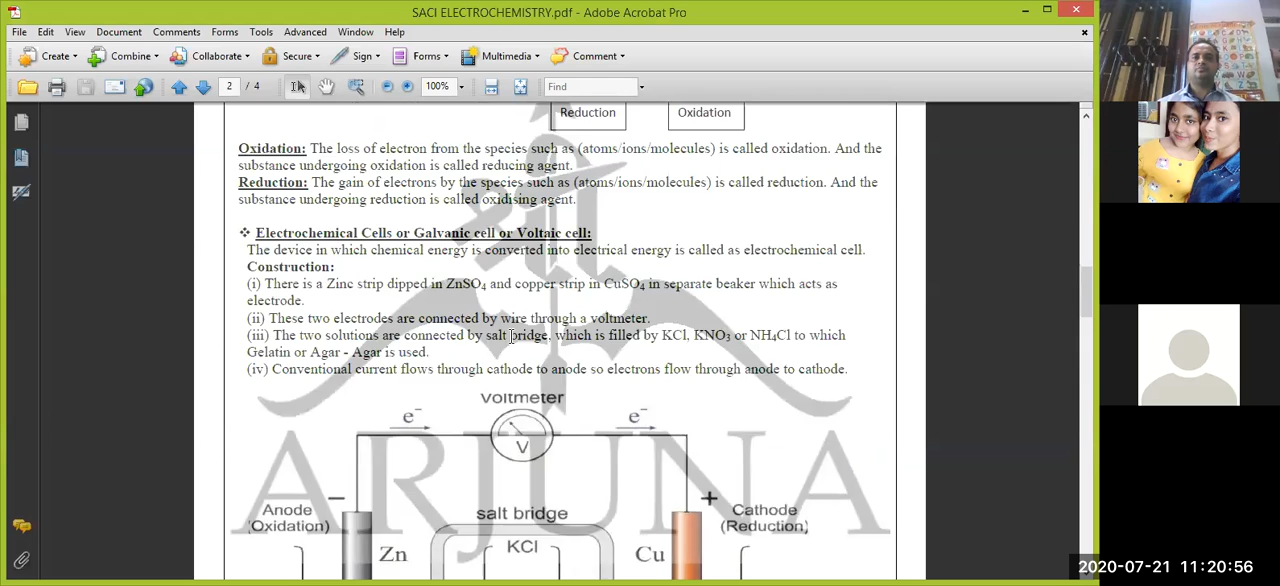 SACI ELECTROCHEMISTRY.pdf - Adobe Acrobat Pro
File Edit View Document Comments Forms Tools Advanced Window Help
Create Combine Collaborate Secure Sign Forms Multimedia Comment
2 / 4 100% Find
Reduction Oxidation
Oxidation: The loss of electron from the species such as (atoms/ions/molecules) is called oxidation. And the
substance undergoing oxidation is called reducing agent.
Reduction: The gain of electrons by the species such as (atoms/ions/molecules) is called reduction. And the
substance undergoing reduction is called oxidising agent.
❖ Electrochemical Cells or Galvanic cell or Voltaic cell:
The device in which chemical energy is converted into electrical energy is called as electrochemical cell.
Construction:
(i) There is a Zinc strip dipped in ZnSO₄ and copper strip in CuSO₄ in separate beaker which acts as
electrode.
(ii) These two electrodes are connected by wire through a voltmeter.
(iii) The two solutions are connected by salt bridge, which is filled by KCl, KNO₃ or NH₄Cl to which
Gelatin or Agar - Agar is used.
(iv) Conventional current flows through cathode to anode so electrons flow through anode to cathode.
voltmeter
e⁻ e⁻
V
− +
Anode
(Oxidation)
salt bridge
Cathode
(Reduction)
Zn KCl Cu
श्री
ARJUNA
2020-07-21 11:20:56